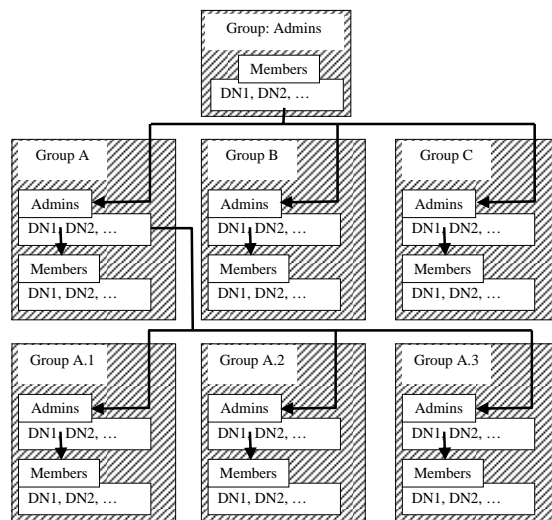 Group: Admins
Members
DN1, DN2, …
Group A
Admins
DN1, DN2, …
Members
DN1, DN2, …
Group B
Admins
DN1, DN2, …
Members
DN1, DN2, …
Group C
Admins
DN1, DN2, …
Members
DN1, DN2, …
Group A.1
Admins
DN1, DN2, …
Members
DN1, DN2, …
Group A.2
Admins
DN1, DN2, …
Members
DN1, DN2, …
Group A.3
Admins
DN1, DN2, …
Members
DN1, DN2, …